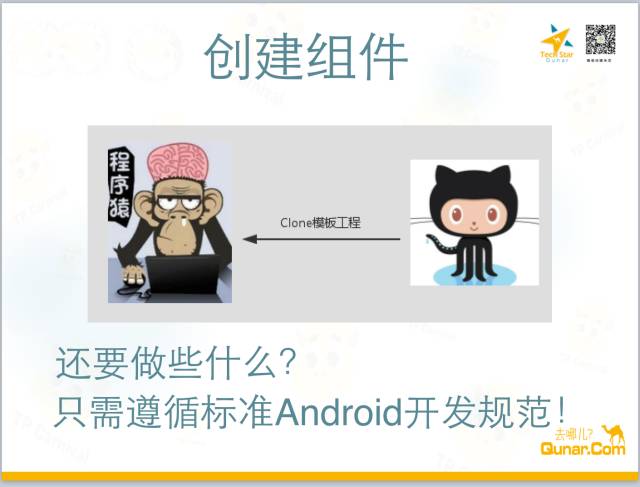 创建组件
Tech Star
Qunar
程序猿
Clone模板工程
还要做些什么?
只需遵循标准Android开发规范!
去哪儿?
Qunar.Com